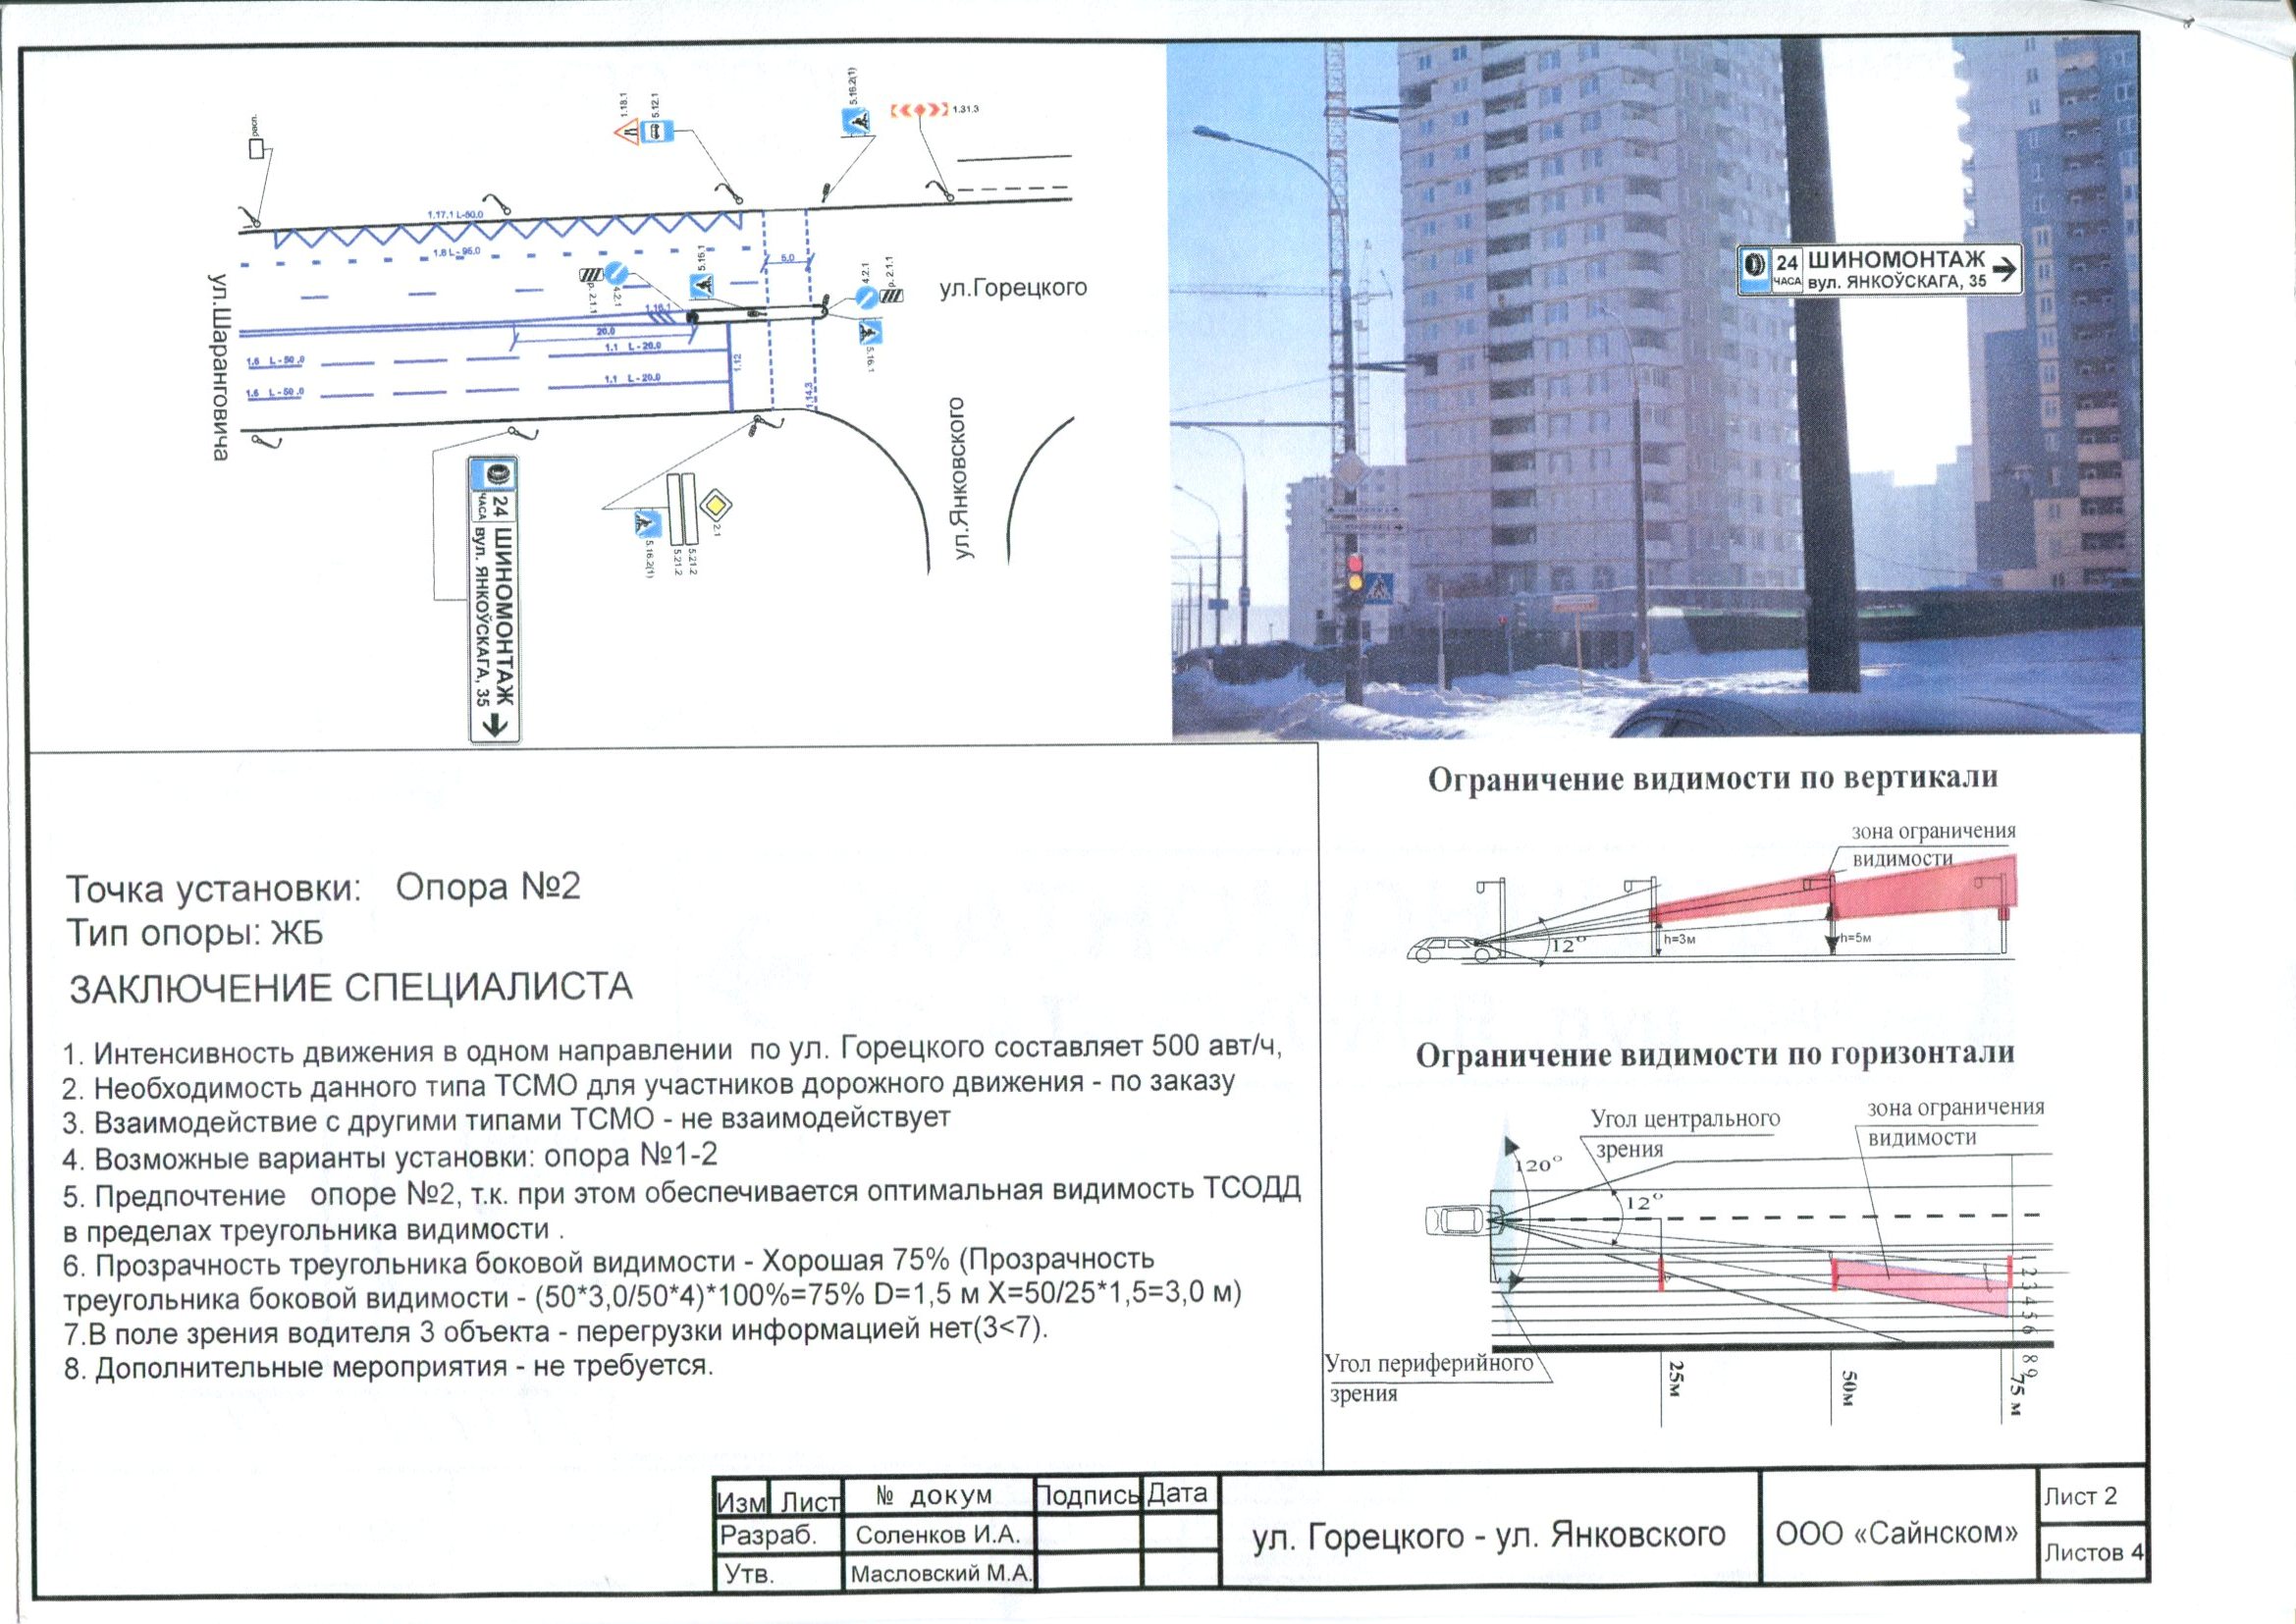 расп.
1.18.1
5.12.1
5.16.2(1)
1.31.3
1.17.1 L-50.0
1.8 L-95.0
5.16.1
5.0
4.2.1
р. 2.1.1
4.2.1
р. 2.1.1
ул.Горецкого
ул.Шаранговича
1.16.1
20.0
5.16.1
1.6 L-50.0
1.1 L-20.0
1.12
1.6 L-50.0
1.1 L-20.0
1.14.3
ул.Янковского
24 ШИНОМОНТАЖ
ЧАСА вул. ЯНКОЎСКАГА, 35
2.1
5.21.2
5.21.2
5.16.2(1)
24 ШИНОМОНТАЖ
ЧАСА вул. ЯНКОЎСКАГА, 35
Точка установки: Опора №2
Тип опоры: ЖБ
ЗАКЛЮЧЕНИЕ СПЕЦИАЛИСТА
1. Интенсивность движения в одном направлении по ул. Горецкого составляет 500 авт/ч,
2. Необходимость данного типа ТСМО для участников дорожного движения - по заказу
3. Взаимодействие с другими типами ТСМО - не взаимодействует
4. Возможные варианты установки: опора №1-2
5. Предпочтение опоре №2, т.к. при этом обеспечивается оптимальная видимость ТСОДД
в пределах треугольника видимости .
6. Прозрачность треугольника боковой видимости - Хорошая 75% (Прозрачность
треугольника боковой видимости - (50*3,0/50*4)*100%=75% D=1,5 м X=50/25*1,5=3,0 м)
7.В поле зрения водителя 3 объекта - перегрузки информацией нет(3<7).
8. Дополнительные мероприятия - не требуется.
Ограничение видимости по вертикали
зона ограничения
видимости
12°
h=3м
h=5м
Ограничение видимости по горизонтали
Угол центрального
зрения
зона ограничения
видимости
120°
12°
1 2 3 4 5 6 8 9
Угол периферийного
зрения
25м
50м
75 м
Изм Лист № докум Подпись Дата
Разраб. Соленков И.А.
Утв. Масловский М.А.
ул. Горецкого - ул. Янковского
ООО «Сайнском»
Лист 2
Листов 4